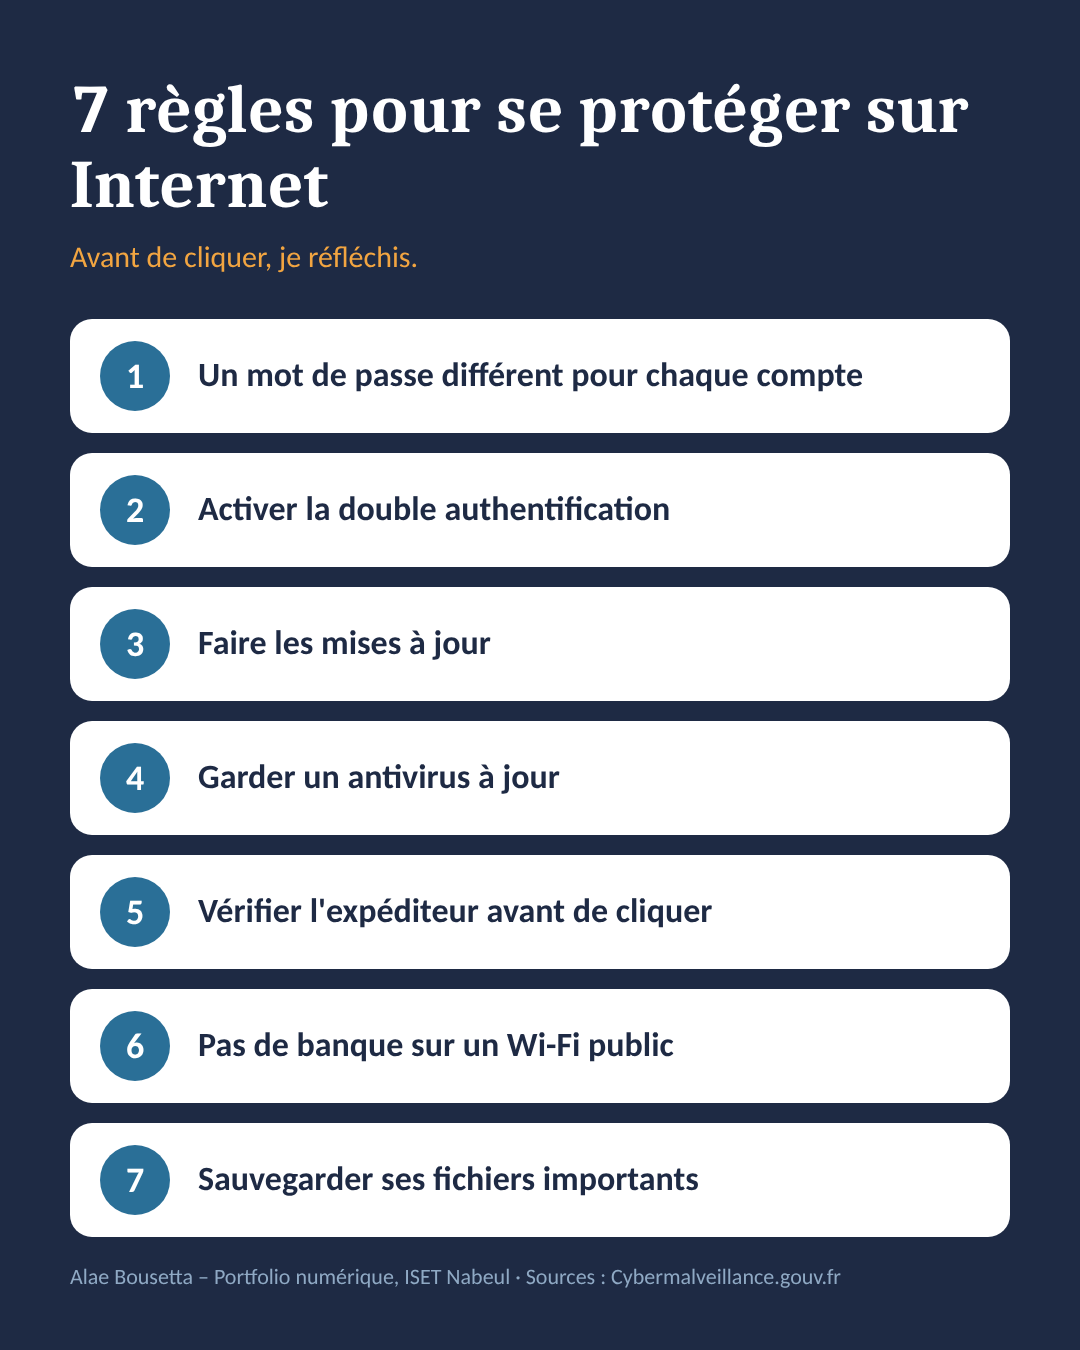 7 règles pour se protéger sur
Internet
Avant de cliquer, je réfléchis.
1 Un mot de passe différent pour chaque compte
2 Activer la double authentification
3 Faire les mises à jour
4 Garder un antivirus à jour
5 Vérifier l'expéditeur avant de cliquer
6 Pas de banque sur un Wi-Fi public
7 Sauvegarder ses fichiers importants
Alae Bousetta – Portfolio numérique, ISET Nabeul · Sources : Cybermalveillance.gouv.fr